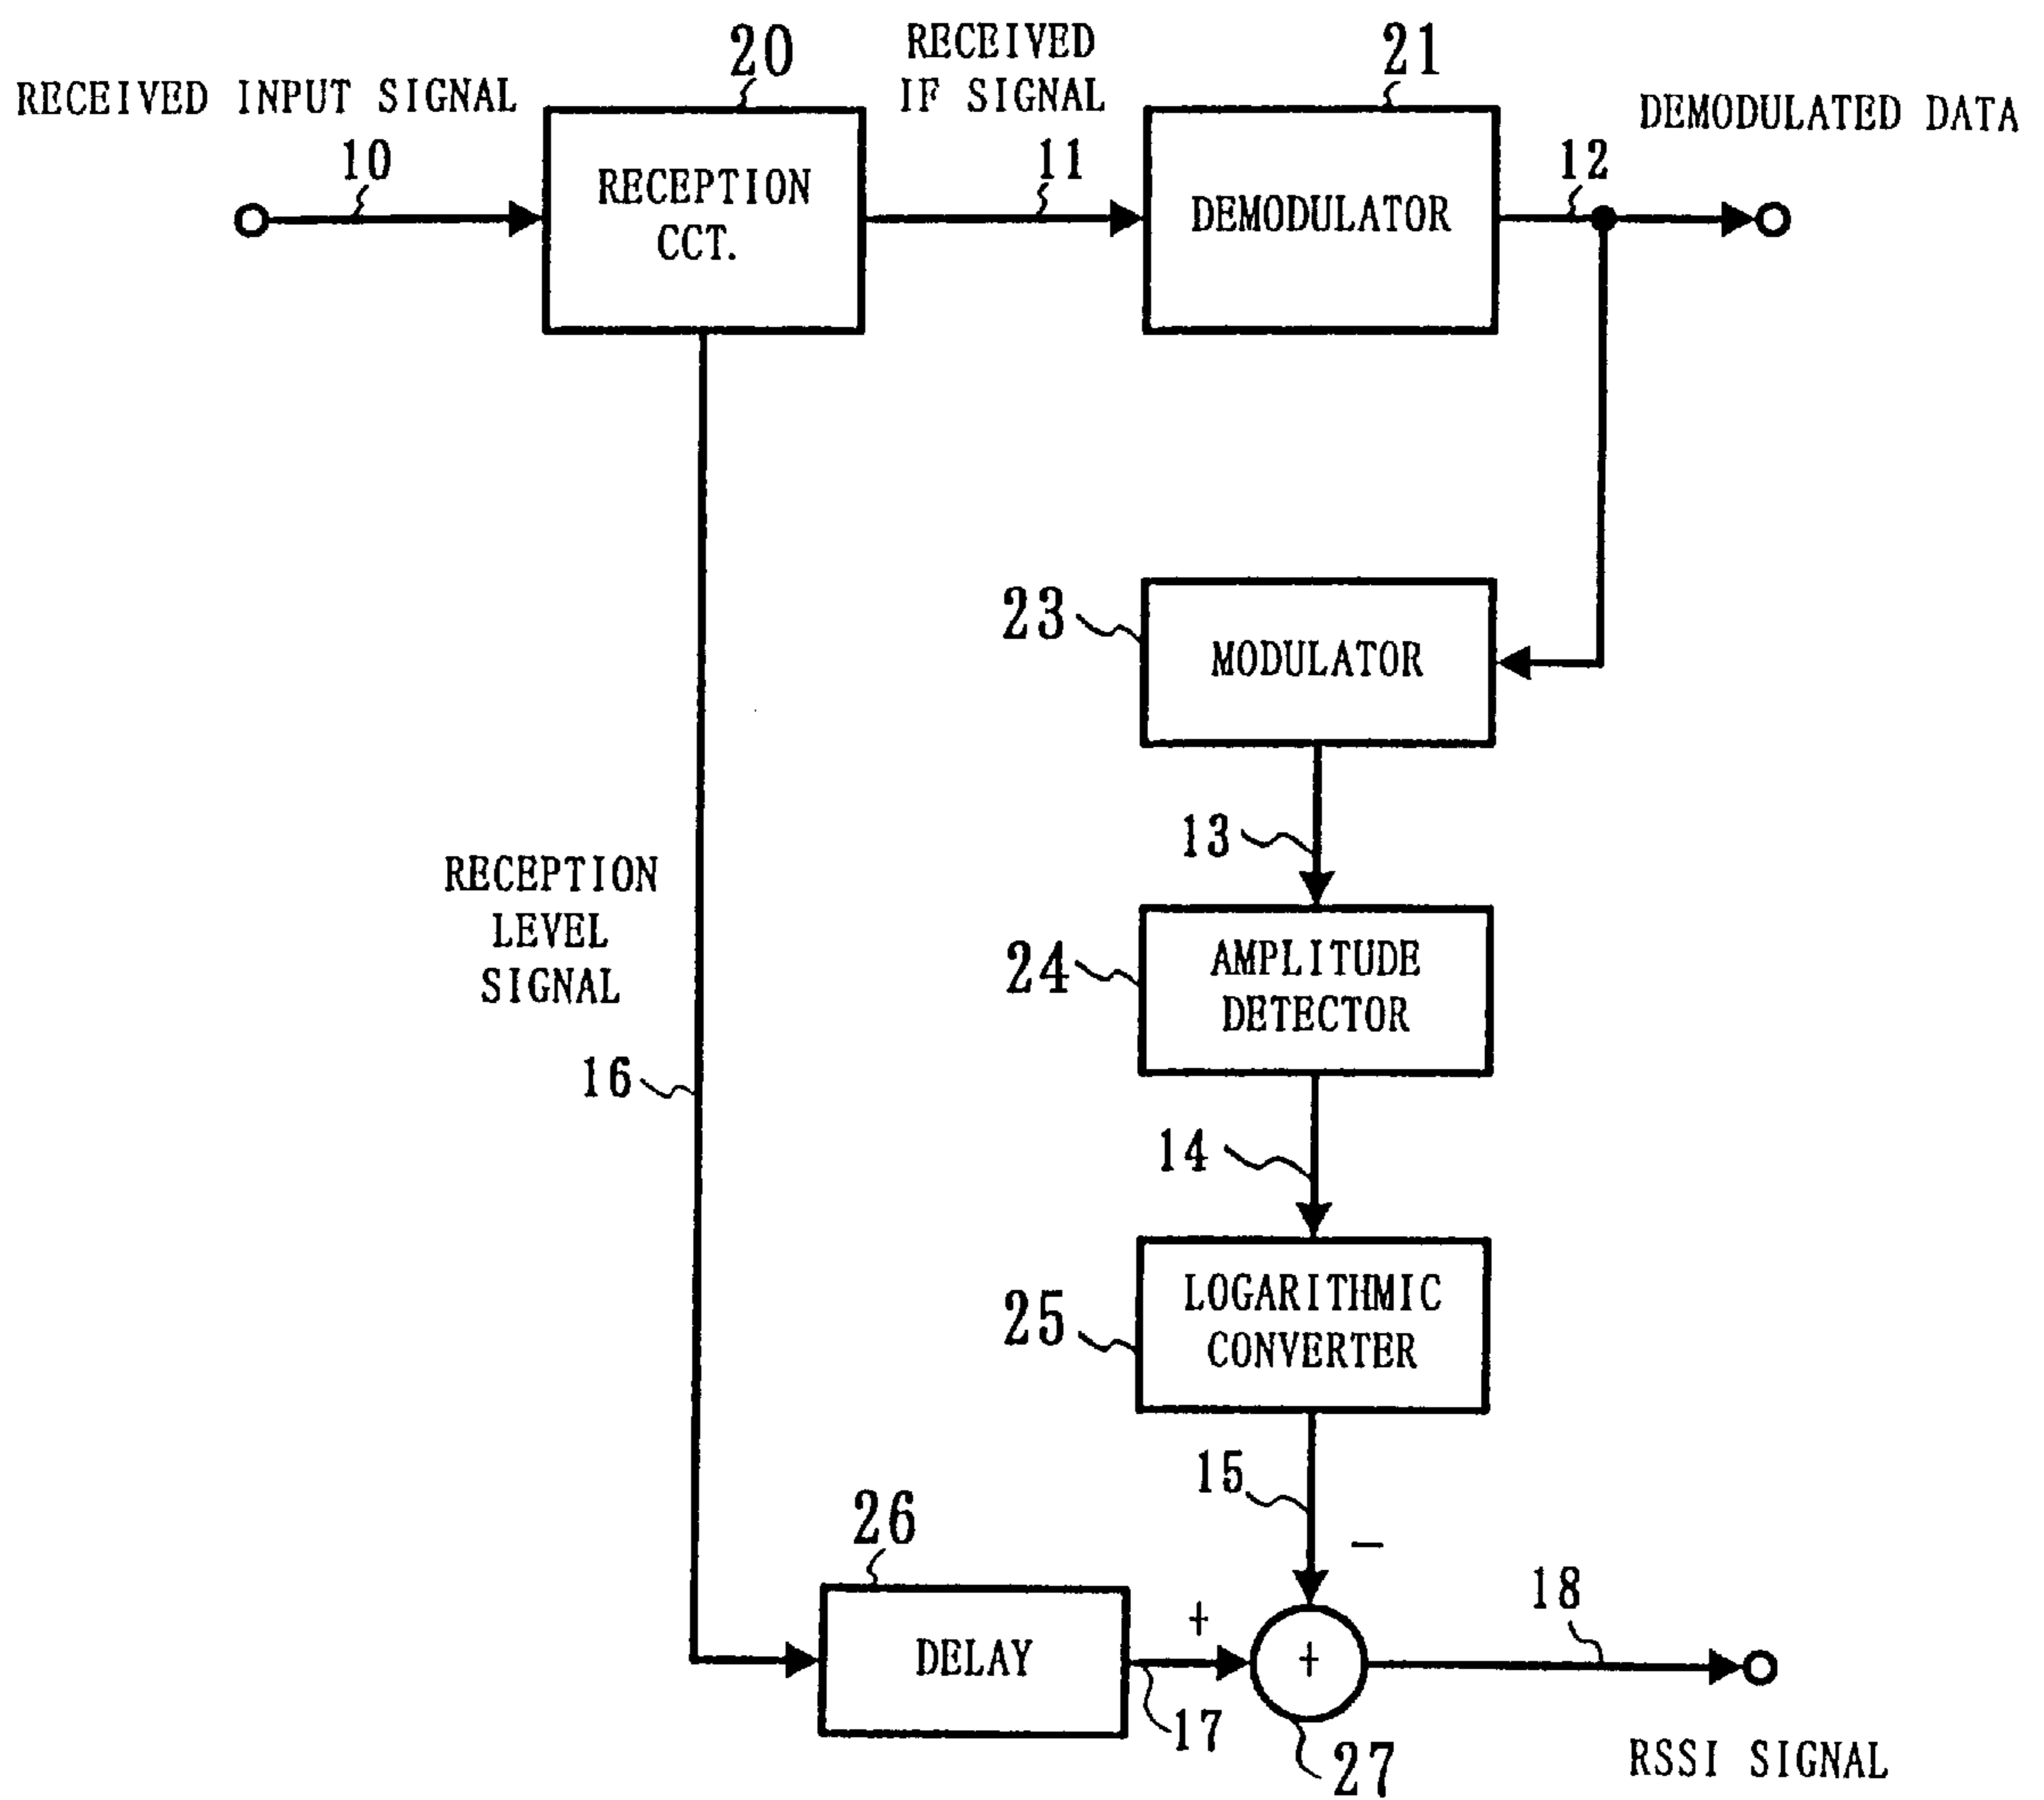 20
RECEIVED
IF SIGNAL
21
RECEIVED INPUT SIGNAL
DEMODULATED DATA
10
RECEPTION
CCT.
11
DEMODULATOR
12
23
MODULATOR
13
RECEPTION
LEVEL
SIGNAL
24
AMPLITUDE
DETECTOR
16
14
25
LOGARITHMIC
CONVERTER
15
−
26
DELAY
+
17
+
27
18
RSSI SIGNAL